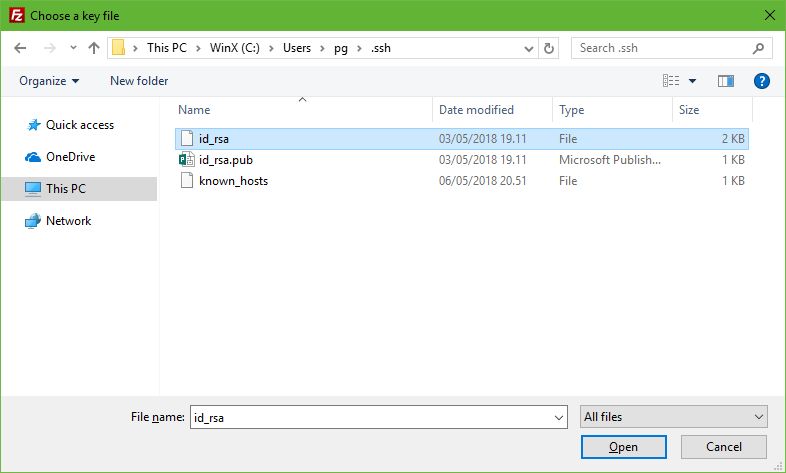 Fz Choose a key file
This PC WinX (C:) Users pg .ssh Search .ssh
Organize New folder ?
Name Date modified Type Size
Quick access
OneDrive
This PC
Network
id_rsa 03/05/2018 19.11 File 2 KB
id_rsa.pub 03/05/2018 19.11 Microsoft Publish... 1 KB
known_hosts 06/05/2018 20.51 File 1 KB
File name: id_rsa All files
Open Cancel